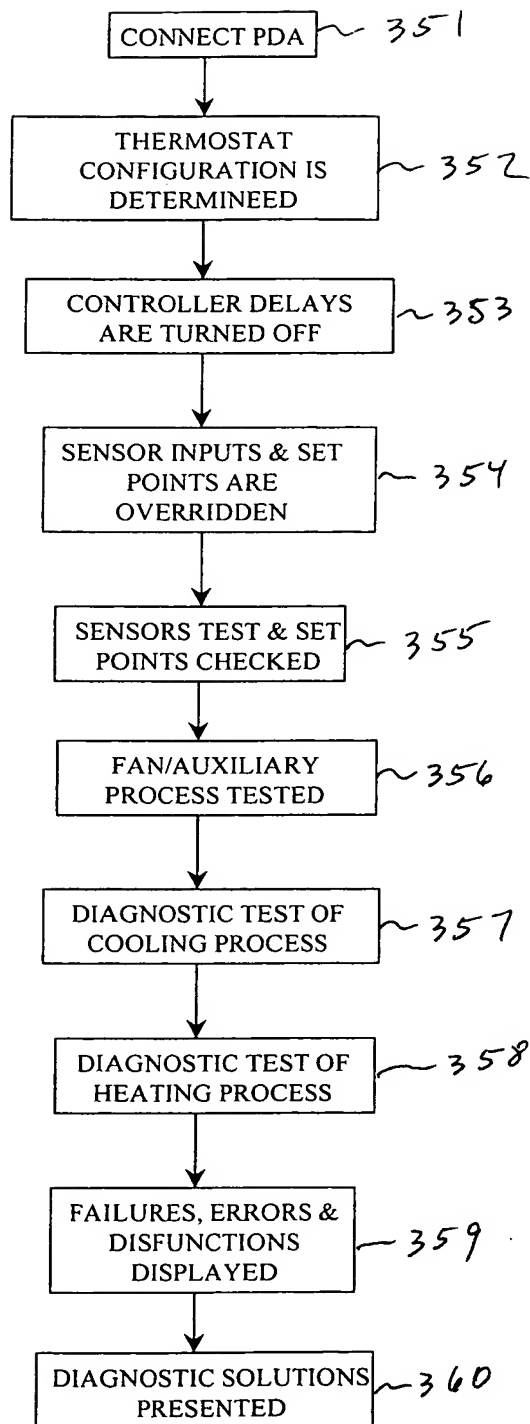 CONNECT PDA 351
THERMOSTAT
CONFIGURATION IS
DETERMINEED
352
CONTROLLER DELAYS
ARE TURNED OFF
353
SENSOR INPUTS & SET
POINTS ARE
OVERRIDDEN
354
SENSORS TEST & SET
POINTS CHECKED
355
FAN/AUXILIARY
PROCESS TESTED
356
DIAGNOSTIC TEST OF
COOLING PROCESS
357
DIAGNOSTIC TEST OF
HEATING PROCESS
358
FAILURES, ERRORS &
DISFUNCTIONS
DISPLAYED
359
DIAGNOSTIC SOLUTIONS
PRESENTED
360